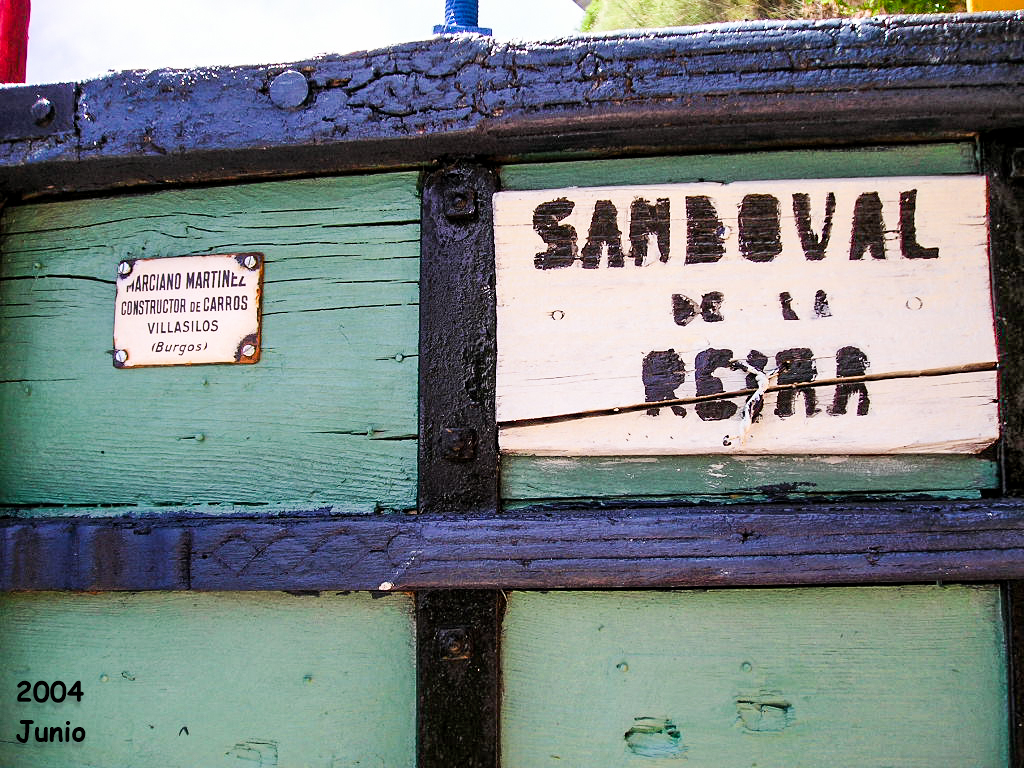 MARCIANO MARTINEZ
CONSTRUCTOR DE CARROS
VILLASILOS
(Burgos)
SANDOVAL
DE LA
REINA
2004
Junio